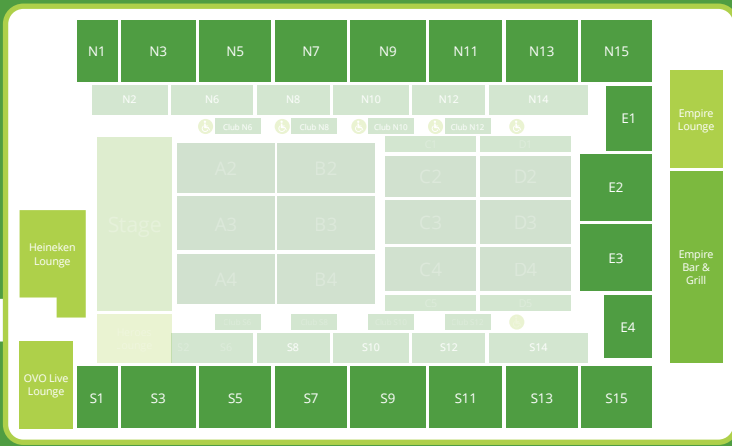 N1 N3 N5 N7 N9 N11 N13 N15
N2 N6 N8 N10 N12 N14
Club N6 Club N8 Club N10 Club N12
E1
Empire
Lounge
A2 B2 C2 D2
E2
Stage
A3 B3 C3 D3
Heineken
Lounge
E3
Empire
Bar &
Grill
A4 B4 C4 D4
E4
S8 S10 S12 S14
OVO Live
Lounge
S1 S3 S5 S7 S9 S11 S13 S15